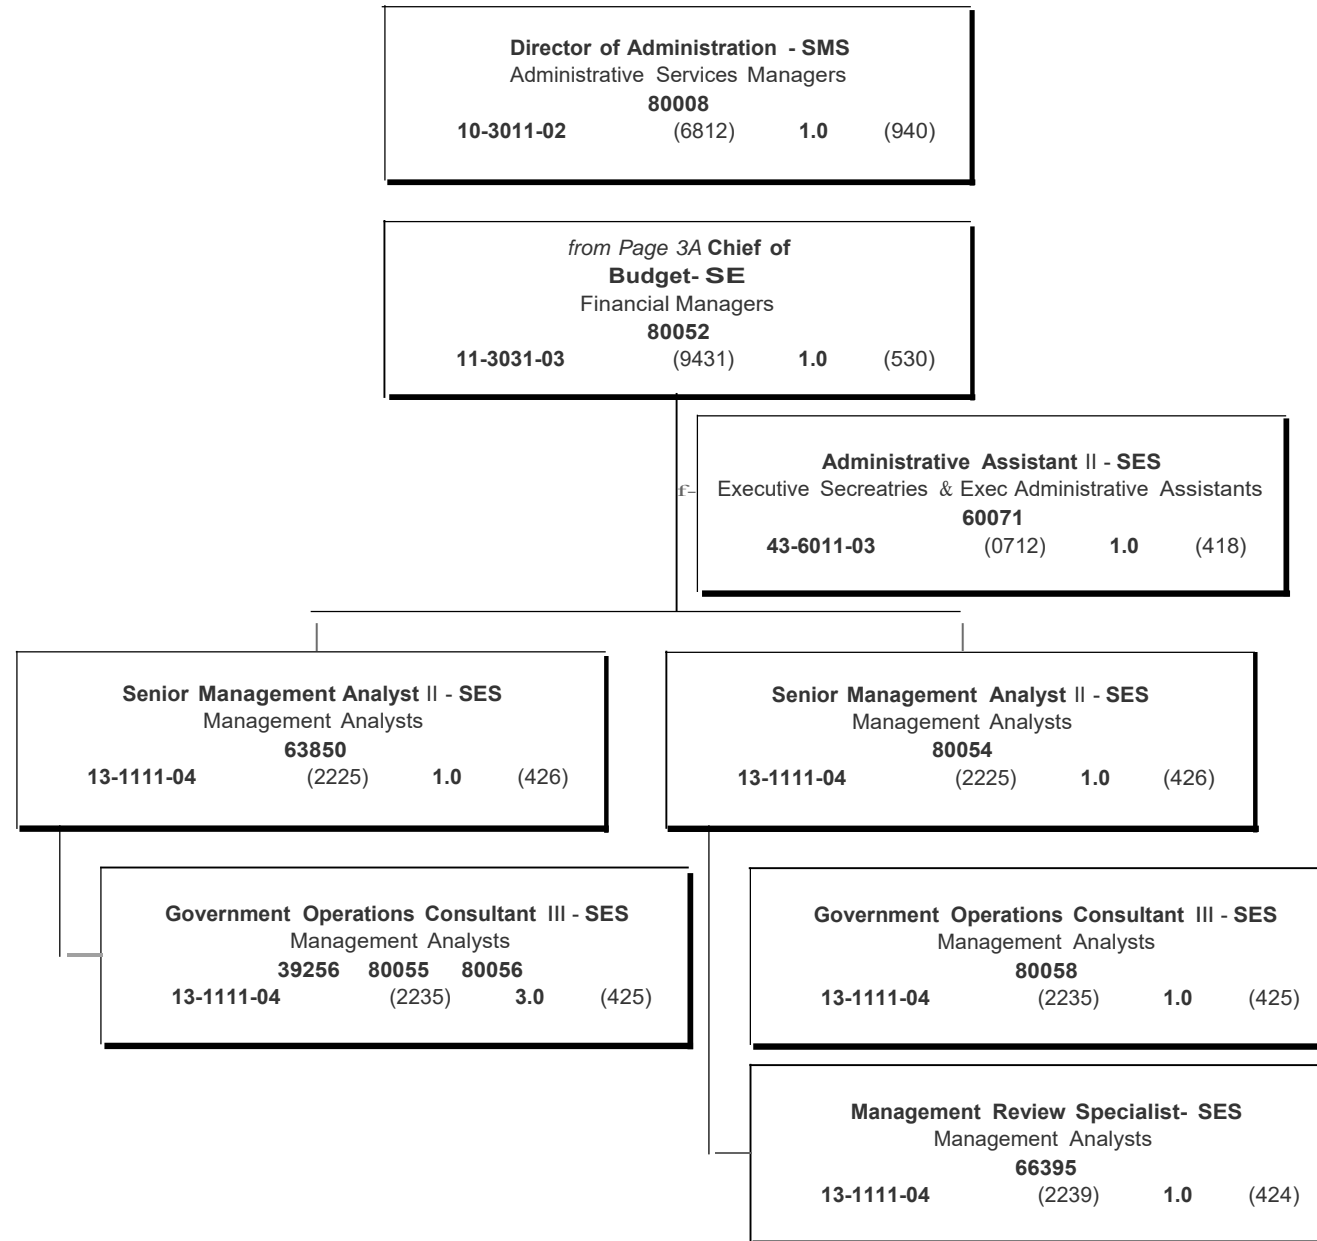 Director of Administration - SMS
Administrative Services Managers
80008
10-3011-02 (6812) 1.0 (940)
from Page 3A Chief of
Budget- SE
Financial Managers
80052
11-3031-03 (9431) 1.0 (530)
Administrative Assistant II - SES
f- Executive Secreatries & Exec Administrative Assistants
60071
43-6011-03 (0712) 1.0 (418)
Senior Management Analyst II - SES
Management Analysts
63850
13-1111-04 (2225) 1.0 (426)
Senior Management Analyst II - SES
Management Analysts
80054
13-1111-04 (2225) 1.0 (426)
Government Operations Consultant III - SES
Management Analysts
39256 80055 80056
13-1111-04 (2235) 3.0 (425)
Government Operations Consultant III - SES
Management Analysts
80058
13-1111-04 (2235) 1.0 (425)
Management Review Specialist- SES
Management Analysts
66395
13-1111-04 (2239) 1.0 (424)